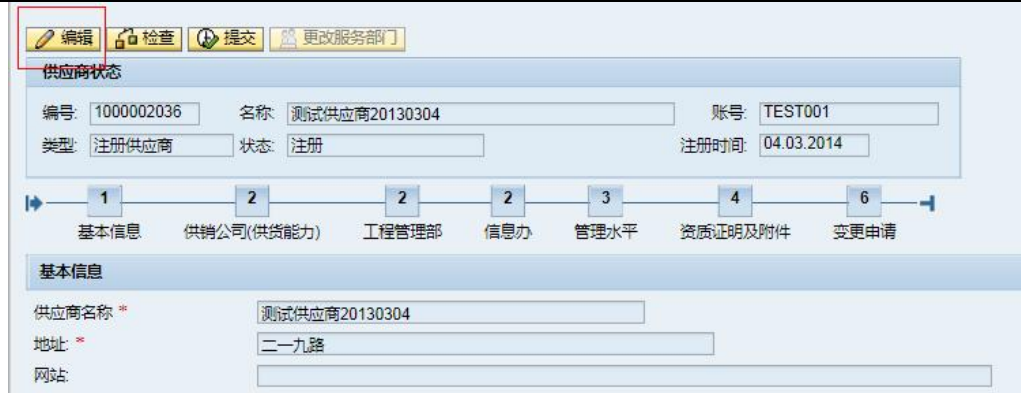 编辑 检查 提交 更改服务部门
供应商状态
编号: 1000002036 名称: 测试供应商20130304 账号: TEST001
类型: 注册供应商 状态: 注册 注册时间: 04.03.2014
1 2 2 2 3 4 6
基本信息 供销公司(供货能力) 工程管理部 信息办 管理水平 资质证明及附件 变更申请
基本信息
供应商名称 * 测试供应商20130304
地址: * 二一九路
网站: